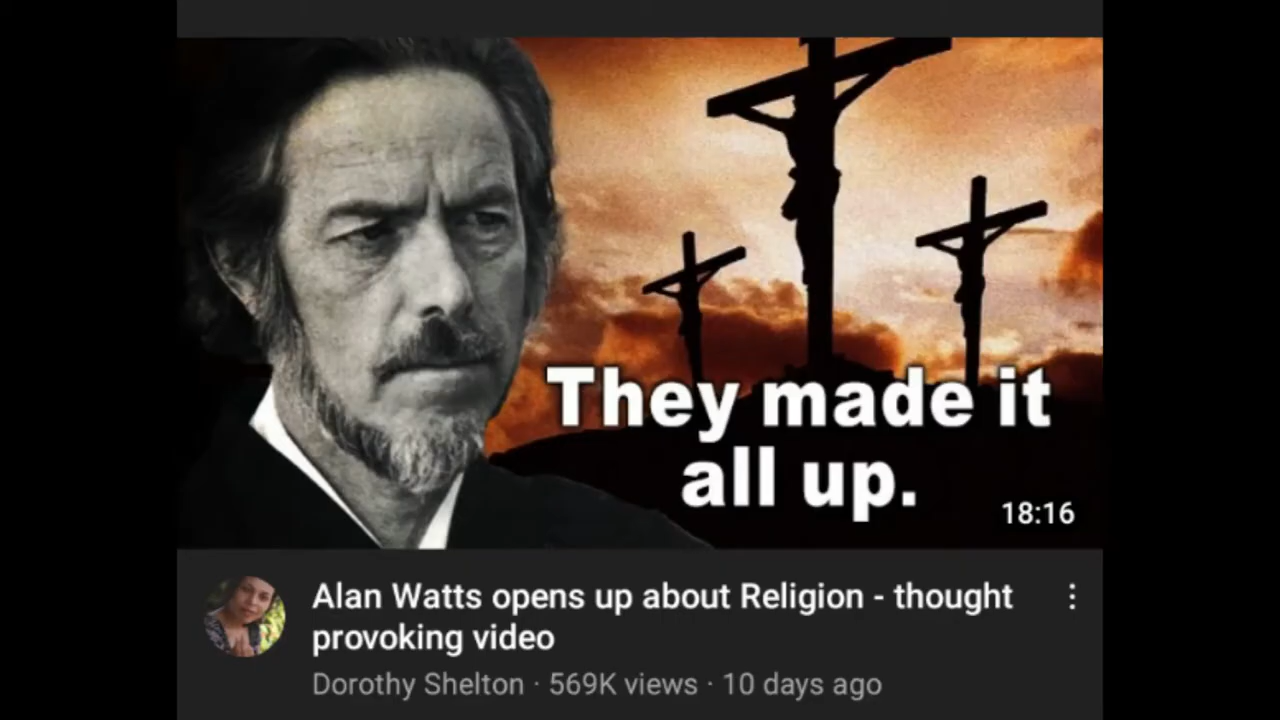 They made it
all up.
18:16
Alan Watts opens up about Religion - thought
provoking video
Dorothy Shelton · 569K views · 10 days ago